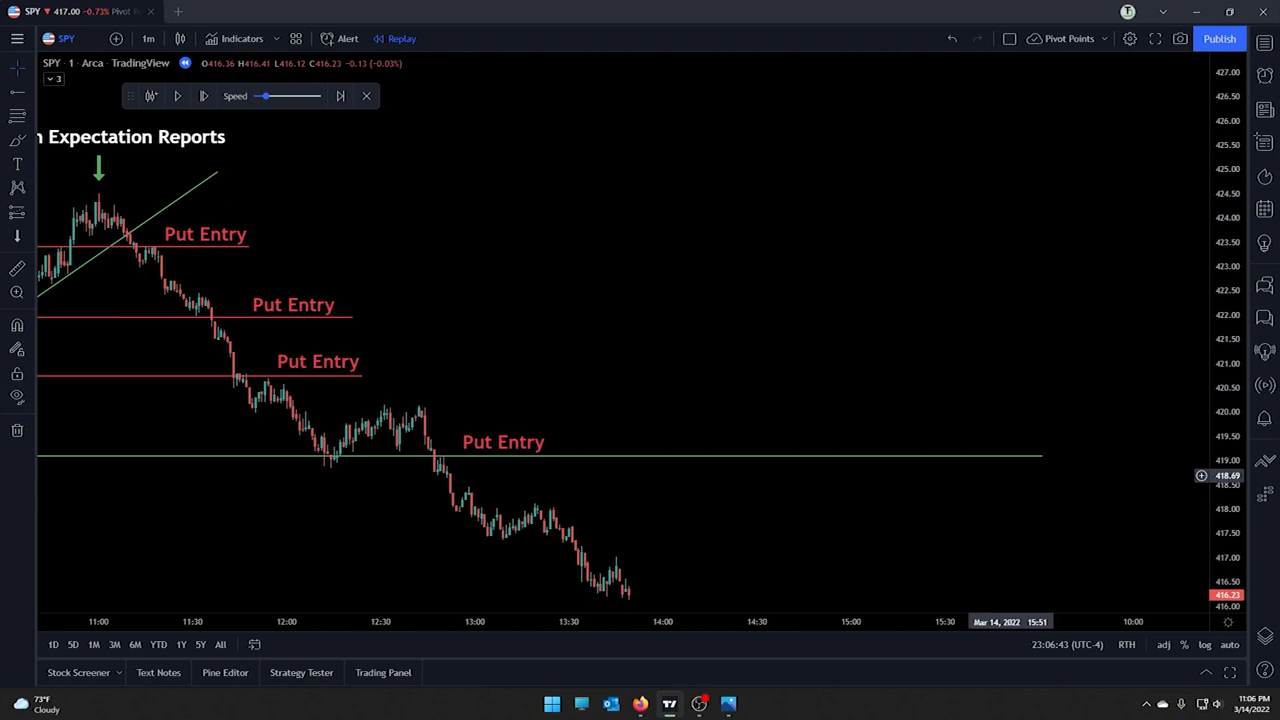 SPY ▼ 417.00 -0.73% Pivot P
SPY 1m Indicators Alert Replay Pivot Points Publish
SPY · 1 · Arca · TradingView O416.36 H416.41 L416.12 C416.23 -0.13 (-0.03%)
3
Speed
n Expectation Reports
Put Entry
Put Entry
Put Entry
Put Entry
427.00
426.50
426.00
425.50
425.00
424.50
424.00
423.50
423.00
422.50
422.00
421.50
421.00
420.50
420.00
419.50
419.00
418.69
418.50
418.00
417.50
417.00
416.50
416.23
416.00
11:00 11:30 12:00 12:30 13:00 13:30 14:00 14:30 15:00 15:30 Mar 14, 2022 15:51 10:00
1D 5D 1M 3M 6M YTD 1Y 5Y All 23:06:43 (UTC-4) RTH adj % log auto
Stock Screener Text Notes Pine Editor Strategy Tester Trading Panel
73°F
Cloudy
11:06 PM
3/14/2022